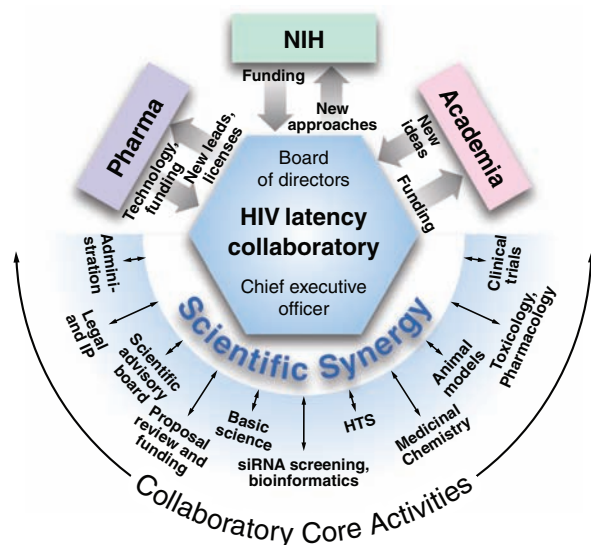 NIH
Funding
New
approaches
Pharma
New leads,
licenses
Technology,
funding
Academia
New
ideas
Funding
Board
of directors
HIV latency
collaboratory
Chief executive
officer
Scientific Synergy
Admini-
stration
Legal
and IP
Scientific
advisory
board
Proposal
review and
funding
Basic
science
siRNA screening,
bioinformatics
HTS
Medicinal
Chemistry
Animal
models
Toxicology,
Pharmacology
Clinical
trials
Collaboratory Core Activities